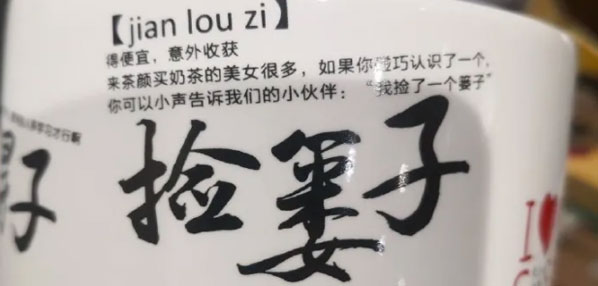 【jian lou zi】
得便宜，意外收获
来茶颜买奶茶的美女很多，如果你碰巧认识了一个，
你可以小声告诉我们的小伙伴：“我捡了一个篓子”
捡篓子
子
I